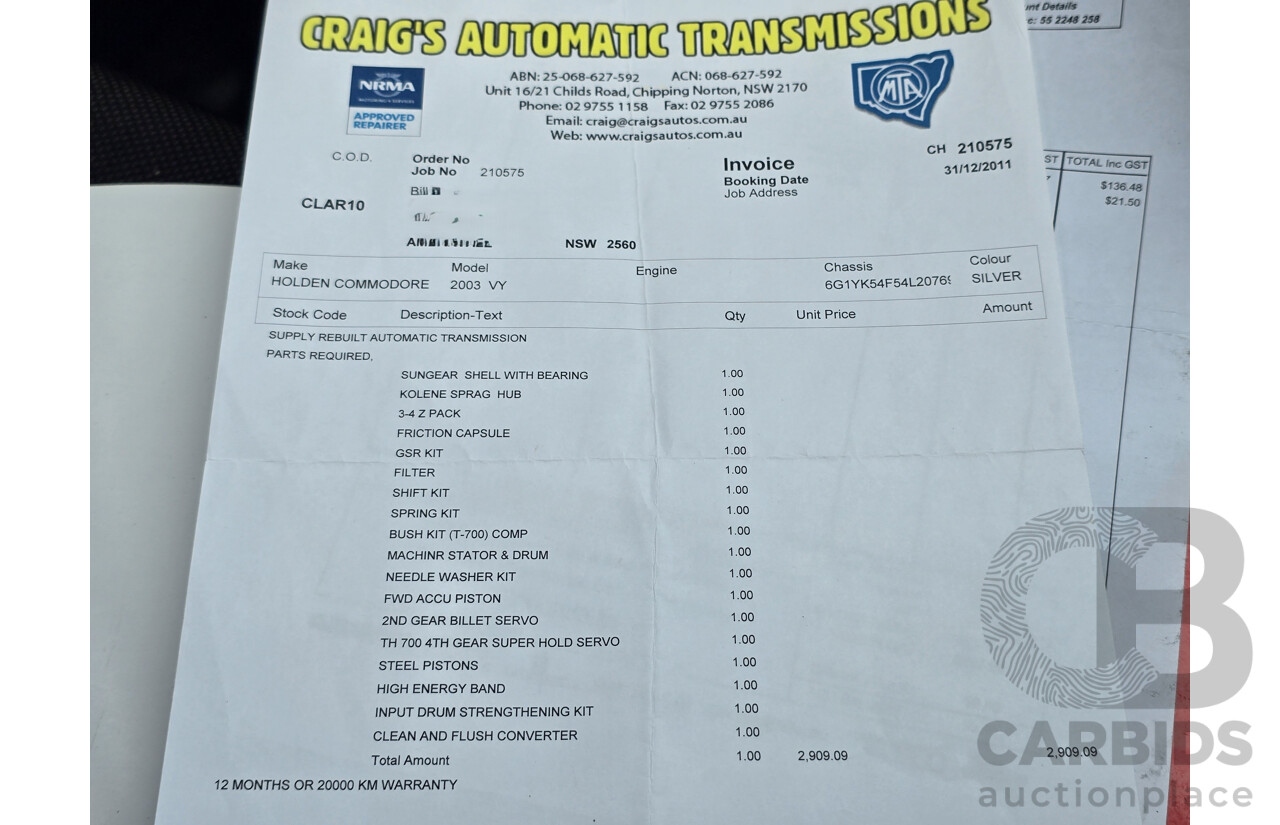 CRAIG'S AUTOMATIC TRANSMISSIONS
unt Details
e: 55 2248 258
NRMA
MOTORING & SERVICES
APPROVED
REPAIRER
ABN: 25-068-627-592 ACN: 068-627-592
Unit 16/21 Childs Road, Chipping Norton, NSW 2170
Phone: 02 9755 1158 Fax: 02 9755 2086
Email: craig@craigsautos.com.au
Web: www.craigsautos.com.au
MTA
C.O.D. Order No
Job No 210575
Bill
Invoice CH 210575
Booking Date 31/12/2011
Job Address
ST TOTAL Inc GST
$136.48
$21.50
CLAR10
NSW 2560
Make Model Engine Chassis Colour
HOLDEN COMMODORE 2003 VY 6G1YK54F54L2076 SILVER
Stock Code Description-Text Qty Unit Price Amount
SUPPLY REBUILT AUTOMATIC TRANSMISSION
PARTS REQUIRED,
SUNGEAR SHELL WITH BEARING 1.00
KOLENE SPRAG HUB 1.00
3-4 Z PACK 1.00
FRICTION CAPSULE 1.00
GSR KIT 1.00
FILTER 1.00
SHIFT KIT 1.00
SPRING KIT 1.00
BUSH KIT (T-700) COMP 1.00
MACHINR STATOR & DRUM 1.00
NEEDLE WASHER KIT 1.00
FWD ACCU PISTON 1.00
2ND GEAR BILLET SERVO 1.00
TH 700 4TH GEAR SUPER HOLD SERVO 1.00
STEEL PISTONS 1.00
HIGH ENERGY BAND 1.00
INPUT DRUM STRENGTHENING KIT 1.00
CLEAN AND FLUSH CONVERTER 1.00
Total Amount 1.00 2,909.09 2,909.09
12 MONTHS OR 20000 KM WARRANTY
CB
CARBIDS
auctionplace